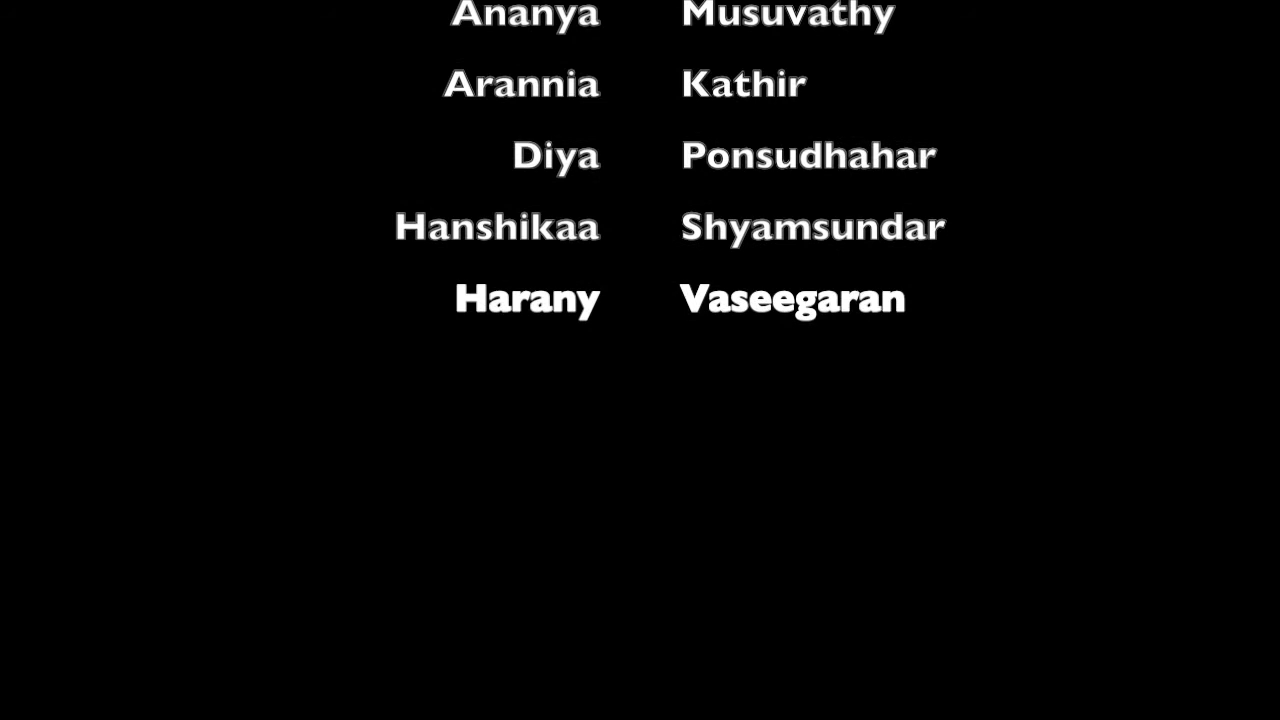 Ananya Musuvathy
Arannia Kathir
Diya Ponsudhahar
Hanshikaa Shyamsundar
Harany Vaseegaran